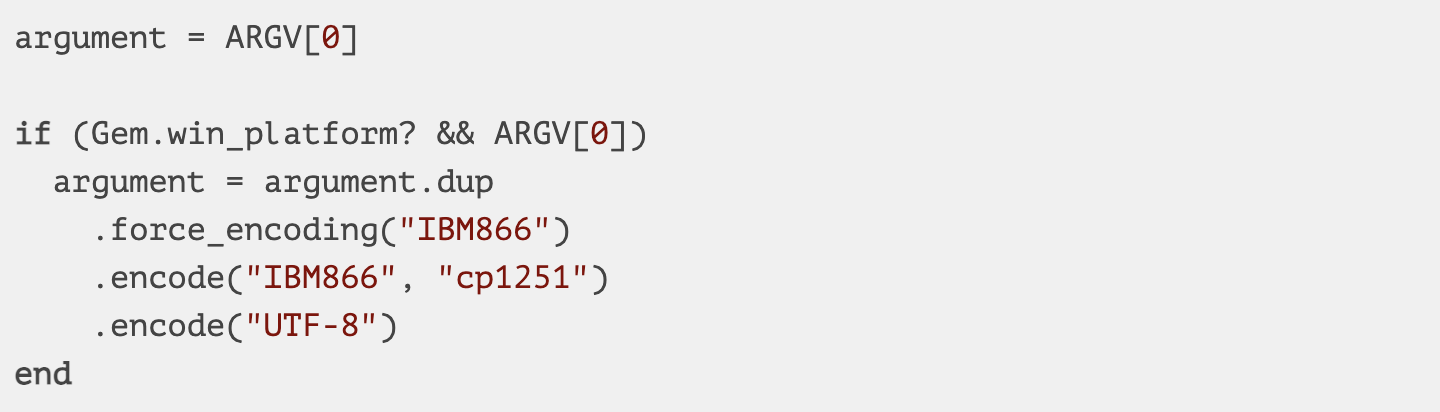 argument = ARGV[0]

if (Gem.win_platform? && ARGV[0])
  argument = argument.dup
    .force_encoding("IBM866")
    .encode("IBM866", "cp1251")
    .encode("UTF-8")
end